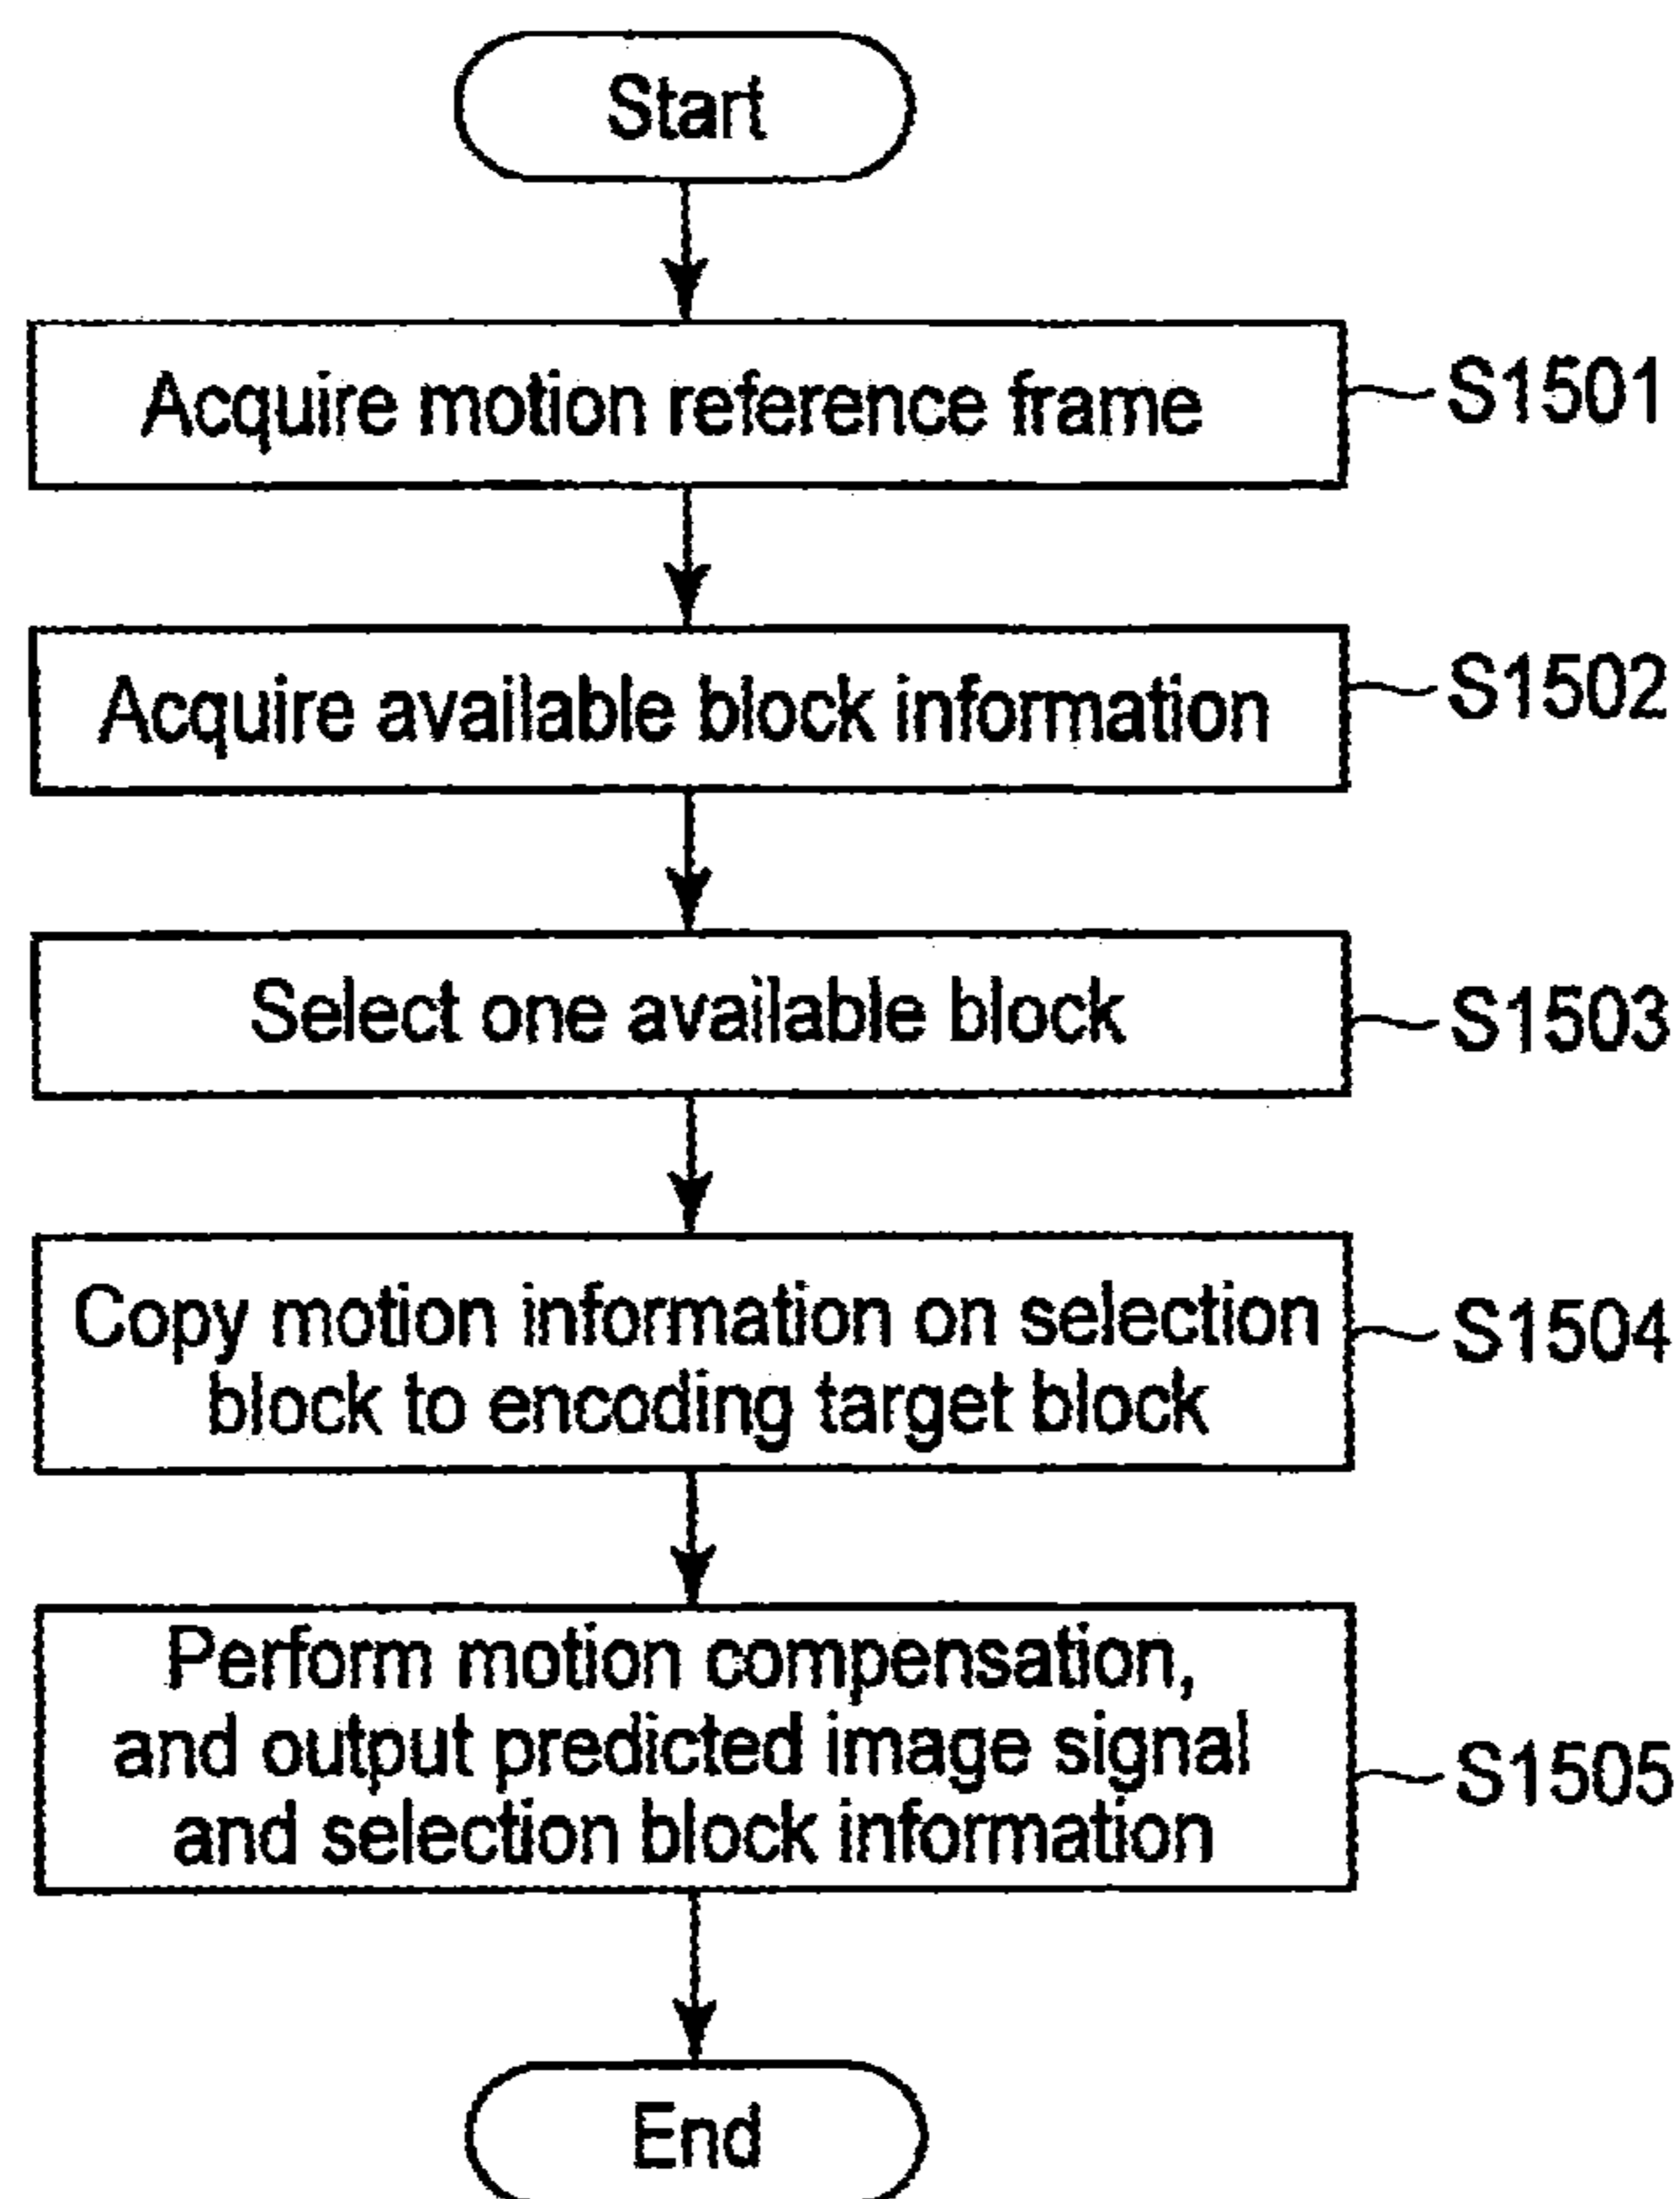 Start
Acquire motion reference frame
S1501
Acquire available block information
S1502
Select one available block
S1503
Copy motion information on selection
block to encoding target block
S1504
Perform motion compensation,
and output predicted image signal
and selection block information
S1505
End